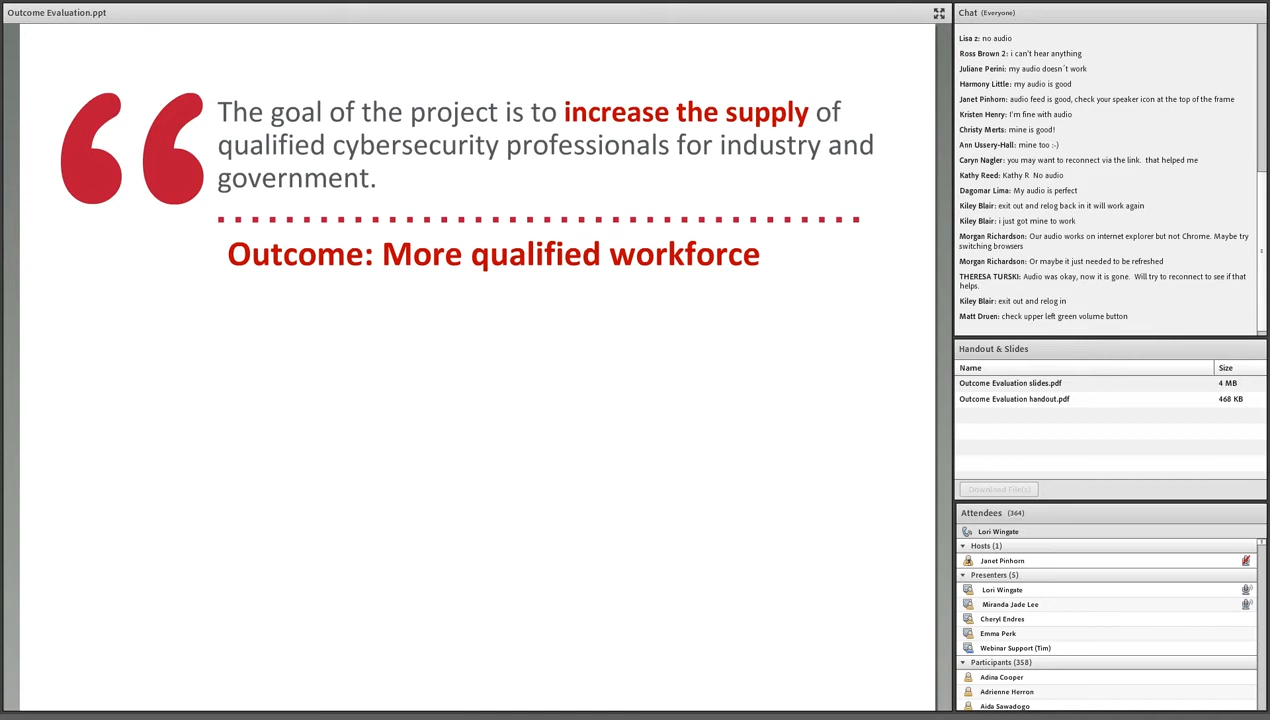 Outcome Evaluation.ppt
The goal of the project is to increase the supply of
qualified cybersecurity professionals for industry and
government.
Outcome: More qualified workforce
Chat (Everyone)
Lisa z: no audio
Ross Brown 2: i can't hear anything
Juliane Perini: my audio doesn´t work
Harmony Little: my audio is good
Janet Pinhorn: audio feed is good, check your speaker icon at the top of the frame
Kristen Henry: I'm fine with audio
Christy Merts: mine is good!
Ann Ussery-Hall: mine too :-)
Caryn Nagler: you may want to reconnect via the link.  that helped me
Kathy Reed: Kathy R  No audio
Dagomar Lima: My audio is perfect
Kiley Blair: exit out and relog back in it will work again
Kiley Blair: i just got mine to work
Morgan Richardson: Our audio works on internet explorer but not Chrome. Maybe try
switching browsers
Morgan Richardson: Or maybe it just needed to be refreshed
THERESA TURSKI: Audio was okay, now it is gone.  Will try to reconnect to see if that
helps.
Kiley Blair: exit out and relog in
Matt Druen: check upper left green volume button
Handout & Slides
Name Size
Outcome Evaluation slides.pdf 4 MB
Outcome Evaluation handout.pdf 468 KB
Download File(s)
Attendees (364)
Lori Wingate
Hosts (1)
Janet Pinhorn
Presenters (5)
Lori Wingate
Miranda Jade Lee
Cheryl Endres
Emma Perk
Webinar Support (Tim)
Participants (358)
Adina Cooper
Adrienne Herron
Aida Sawadogo